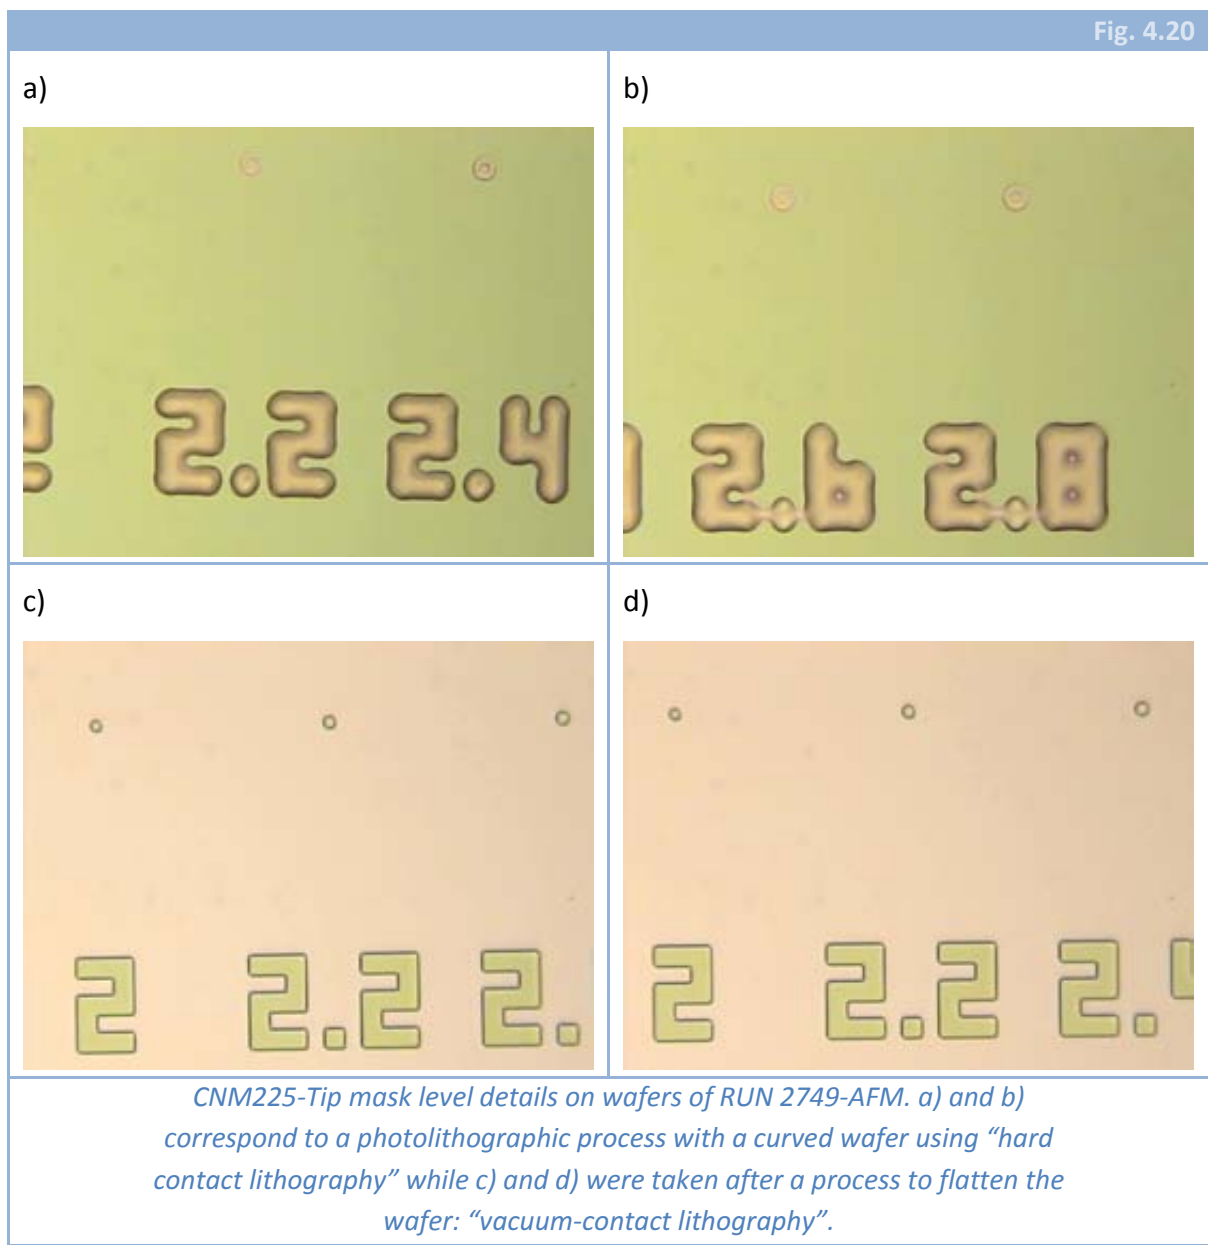 Fig. 4.20
a)
b)
2.2 2.4
2.6 2.8
c)
d)
2 2.2 2.
2 2.2 2.4
CNM225-Tip mask level details on wafers of RUN 2749-AFM. a) and b)
correspond to a photolithographic process with a curved wafer using “hard
contact lithography” while c) and d) were taken after a process to flatten the
wafer: “vacuum-contact lithography”.